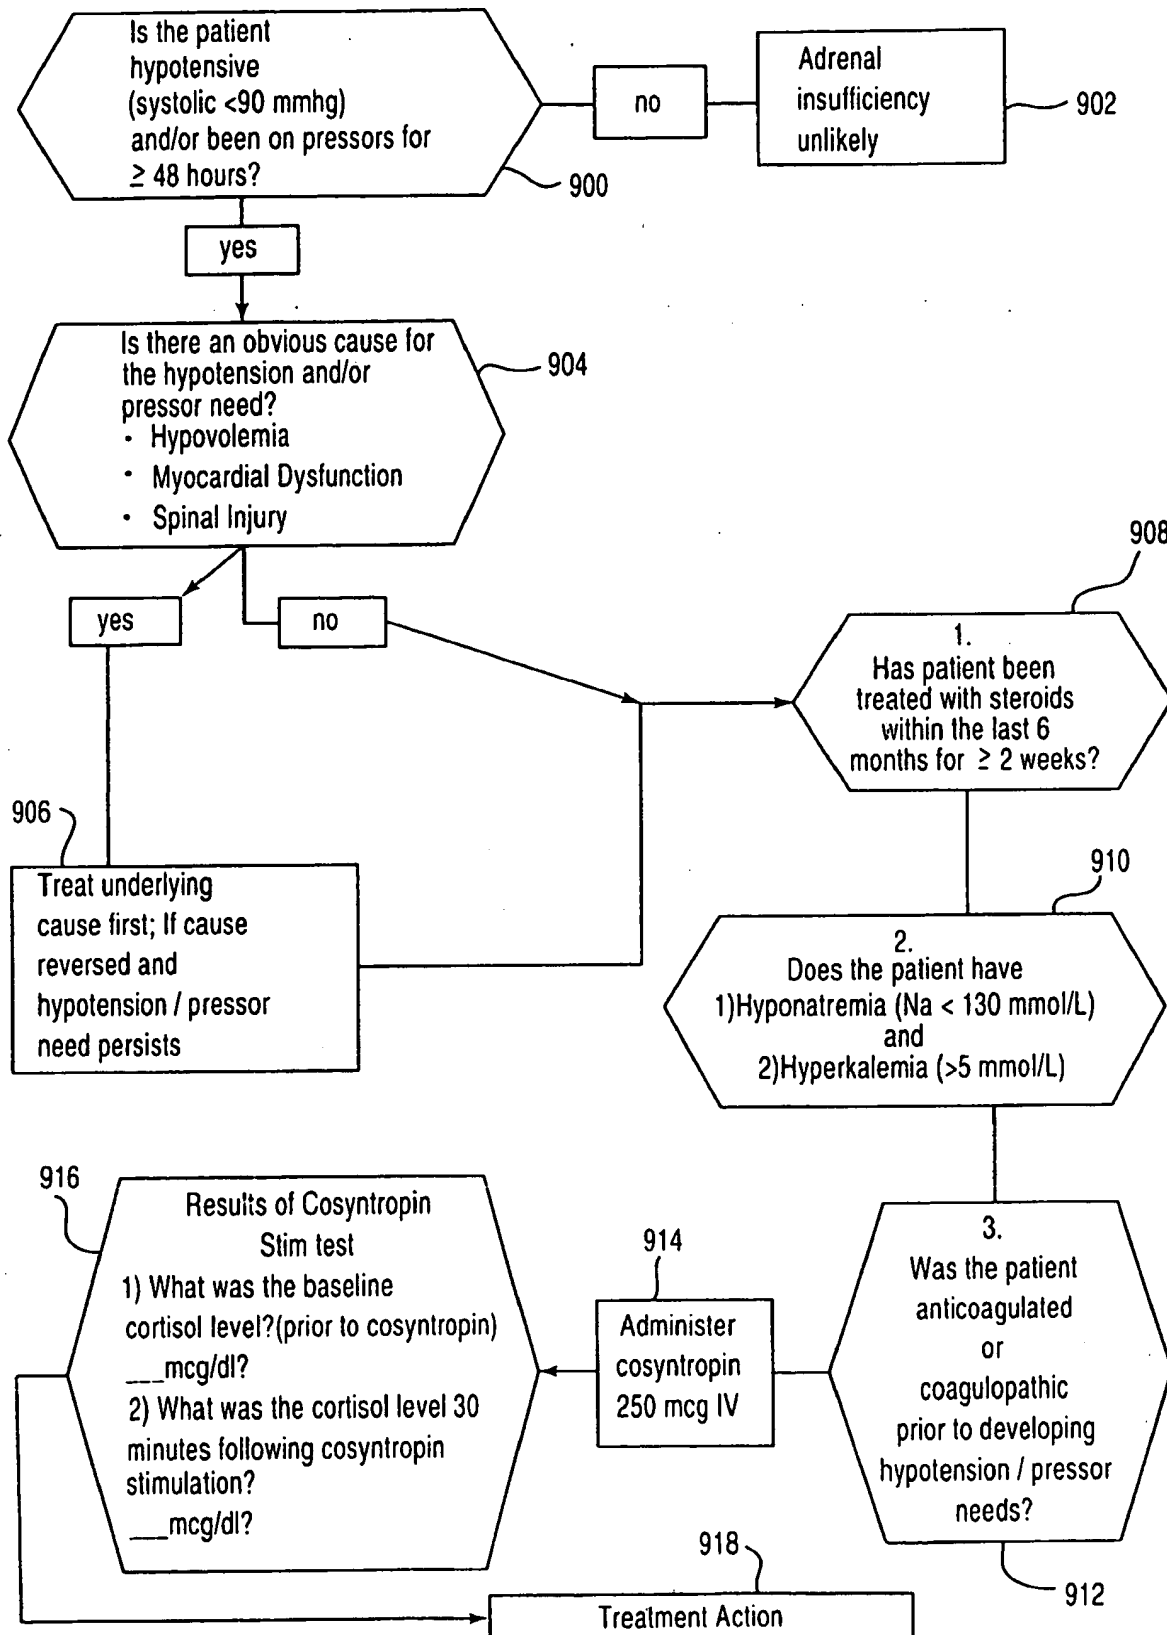 Is the patient
hypotensive
(systolic <90 mmhg)
and/or been on pressors for
≥ 48 hours?
900
no
Adrenal
insufficiency
unlikely
902
yes
Is there an obvious cause for
the hypotension and/or
pressor need?
· Hypovolemia
· Myocardial Dysfunction
· Spinal Injury
904
yes
no
906
Treat underlying
cause first; If cause
reversed and
hypotension / pressor
need persists
908
1.
Has patient been
treated with steroids
within the last 6
months for ≥ 2 weeks?
910
2.
Does the patient have
1)Hyponatremia (Na < 130 mmol/L)
and
2)Hyperkalemia (>5 mmol/L)
3.
Was the patient
anticoagulated
or
coagulopathic
prior to developing
hypotension / pressor
needs?
912
914
Administer
cosyntropin
250 mcg IV
916
Results of Cosyntropin
Stim test
1) What was the baseline
cortisol level?(prior to cosyntropin)
___mcg/dl?
2) What was the cortisol level 30
minutes following cosyntropin
stimulation?
___mcg/dl?
918
Treatment Action